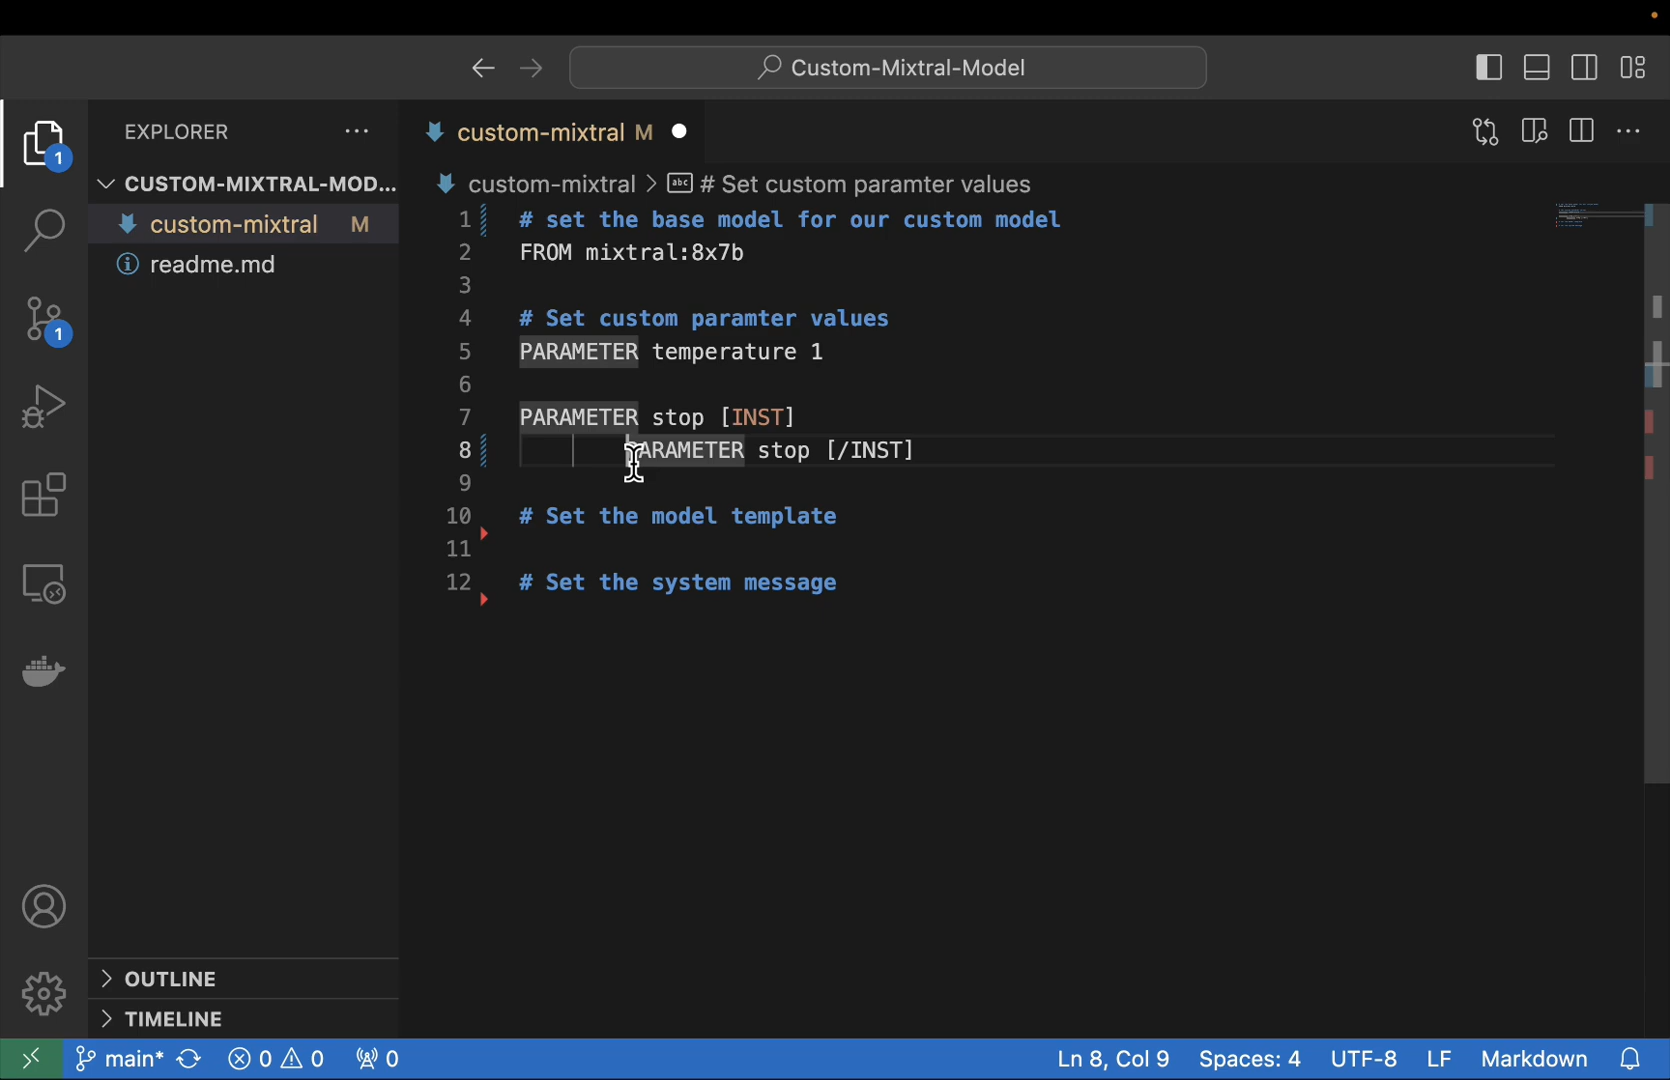 Custom-Mixtral-Model
EXPLORER
custom-mixtral M
CUSTOM-MIXTRAL-MOD...
custom-mixtral > # Set custom paramter values
custom-mixtral M
readme.md
1 # set the base model for our custom model
2 FROM mixtral:8x7b
3
4 # Set custom paramter values
5 PARAMETER temperature 1
6
7 PARAMETER stop [INST]
8 PARAMETER stop [/INST]
9
10 # Set the model template
11
12 # Set the system message
1
1
OUTLINE
TIMELINE
main* 0 0 0 Ln 8, Col 9 Spaces: 4 UTF-8 LF Markdown